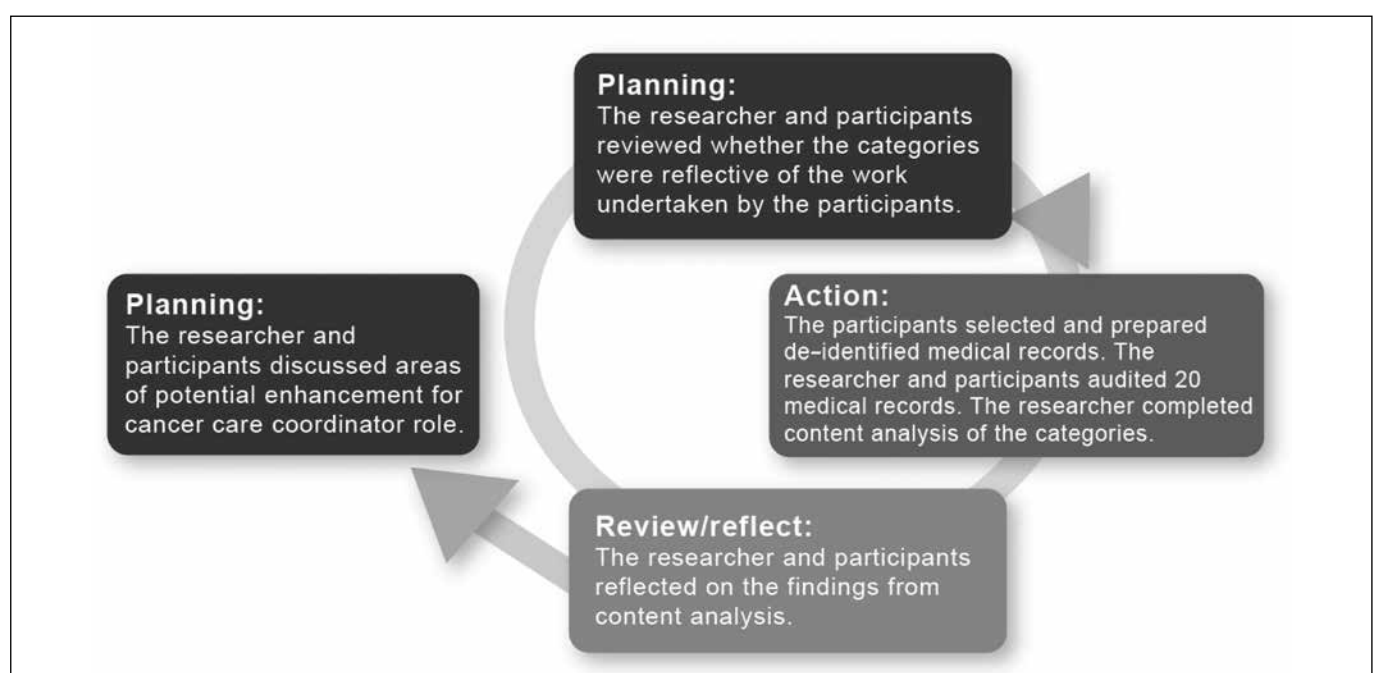 Planning:
The researcher and participants
reviewed whether the categories
were reflective of the work
undertaken by the participants.
Action:
The participants selected and prepared
de-identified medical records. The
researcher and participants audited 20
medical records. The researcher completed
content analysis of the categories.
Review/reflect:
The researcher and participants
reflected on the findings from
content analysis.
Planning:
The researcher and
participants discussed areas
of potential enhancement for
cancer care coordinator role.